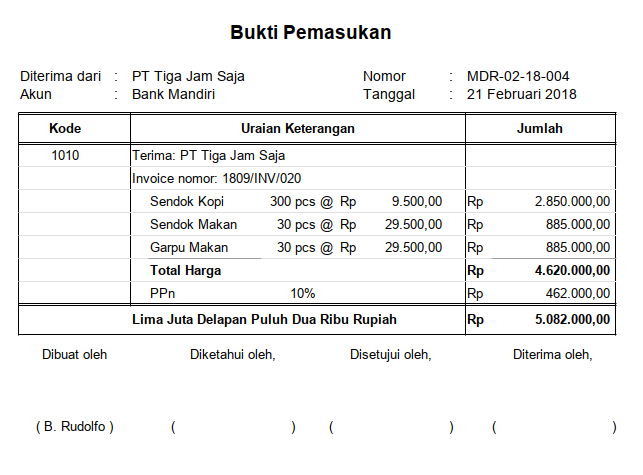 Bukti Pemasukan
Diterima dari : PT Tiga Jam Saja Nomor : MDR-02-18-004
Akun : Bank Mandiri Tanggal : 21 Februari 2018
Kode Uraian Keterangan Jumlah
1010 Terima: PT Tiga Jam Saja
Invoice nomor: 1809/INV/020
Sendok Kopi 300 pcs @ Rp 9.500,00 Rp 2.850.000,00
Sendok Makan 30 pcs @ Rp 29.500,00 Rp 885.000,00
Garpu Makan 30 pcs @ Rp 29.500,00 Rp 885.000,00
Total Harga Rp 4.620.000,00
PPn 10% Rp 462.000,00
Lima Juta Delapan Puluh Dua Ribu Rupiah Rp 5.082.000,00
Dibuat oleh Diketahui oleh, Disetujui oleh, Diterima oleh,
( B. Rudolfo ) ( ) ( ) ( )